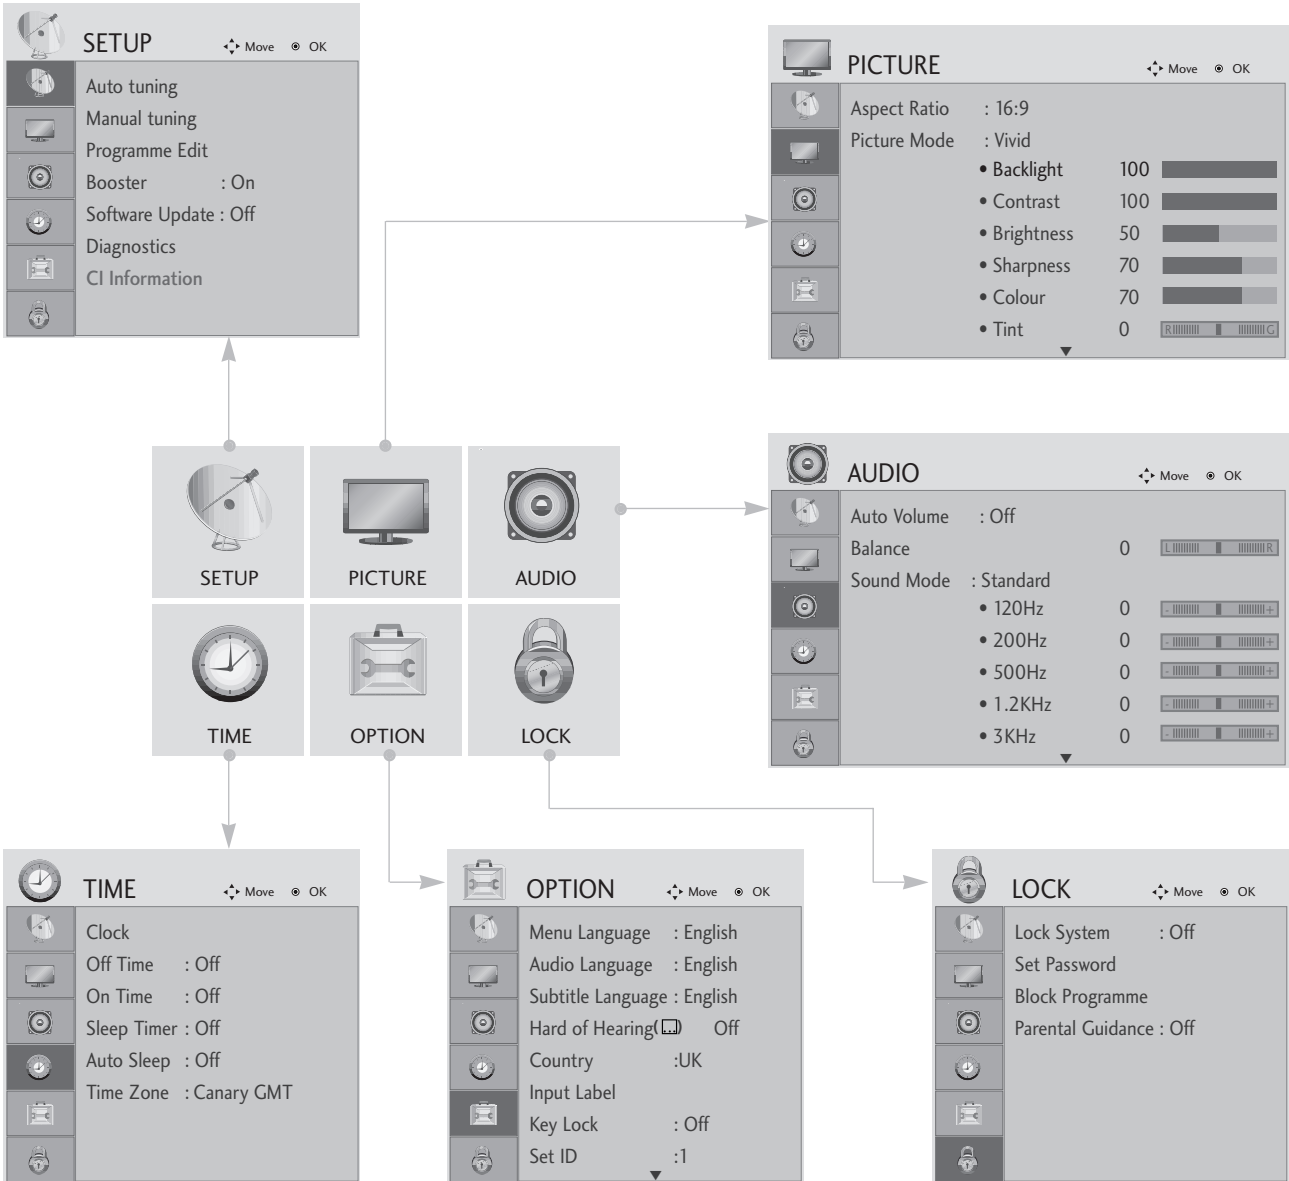 SETUP
Move OK
Auto tuning
Manual tuning
Programme Edit
Booster : On
Software Update : Off
Diagnostics
CI Information
PICTURE
Move OK
Aspect Ratio : 16:9
Picture Mode : Vivid
• Backlight 100
• Contrast 100
• Brightness 50
• Sharpness 70
• Colour 70
• Tint 0 R G
SETUP
PICTURE
AUDIO
TIME
OPTION
LOCK
AUDIO
Move OK
Auto Volume : Off
Balance 0 L R
Sound Mode : Standard
• 120Hz 0 - +
• 200Hz 0 - +
• 500Hz 0 - +
• 1.2KHz 0 - +
• 3KHz 0 - +
TIME
Move OK
Clock
Off Time : Off
On Time : Off
Sleep Timer : Off
Auto Sleep : Off
Time Zone : Canary GMT
OPTION
Move OK
Menu Language : English
Audio Language : English
Subtitle Language : English
Hard of Hearing( ) Off
Country :UK
Input Label
Key Lock : Off
Set ID :1
LOCK
Move OK
Lock System : Off
Set Password
Block Programme
Parental Guidance : Off